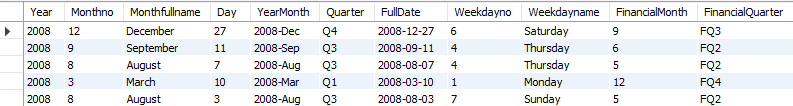 Year Monthno Monthfullname Day YearMonth Quarter FullDate Weekdayno Weekdayname FinancialMonth FinancialQuarter
2008 12 December 27 2008-Dec Q4 2008-12-27 6 Saturday 9 FQ3
2008 9 September 11 2008-Sep Q3 2008-09-11 4 Thursday 6 FQ2
2008 8 August 7 2008-Aug Q3 2008-08-07 4 Thursday 5 FQ2
2008 3 March 10 2008-Mar Q1 2008-03-10 1 Monday 12 FQ4
2008 8 August 3 2008-Aug Q3 2008-08-03 7 Sunday 5 FQ2